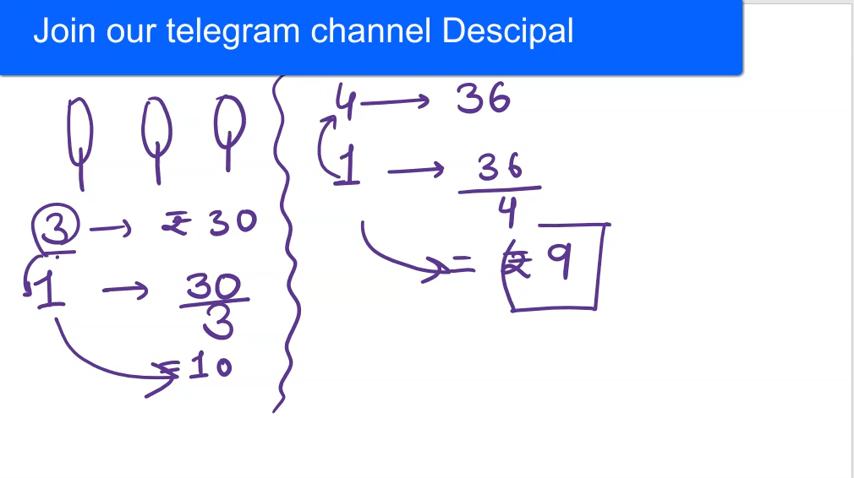 Join our telegram channel Descipal
3 → ₹ 30
1 → 30/3
= 10
4 → 36
1 → 36/4
= ₹ 9